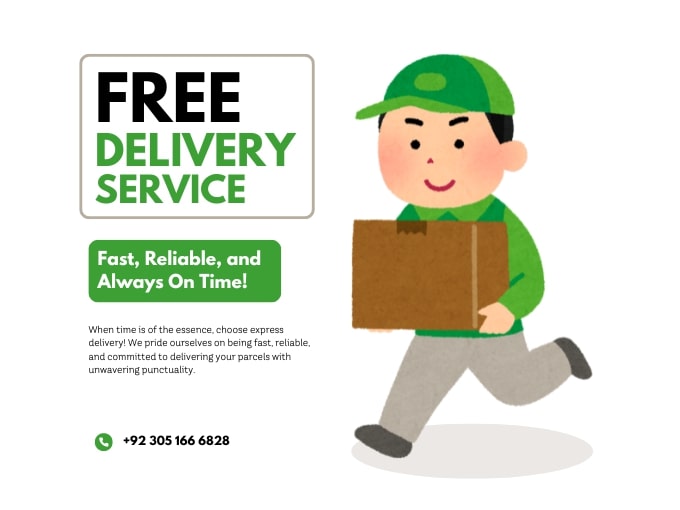 FREE
DELIVERY
SERVICE
Fast, Reliable, and
Always On Time!
When time is of the essence, choose express
delivery! We pride ourselves on being fast, reliable,
and committed to delivering your parcels with
unwavering punctuality.
+92 305 166 6828